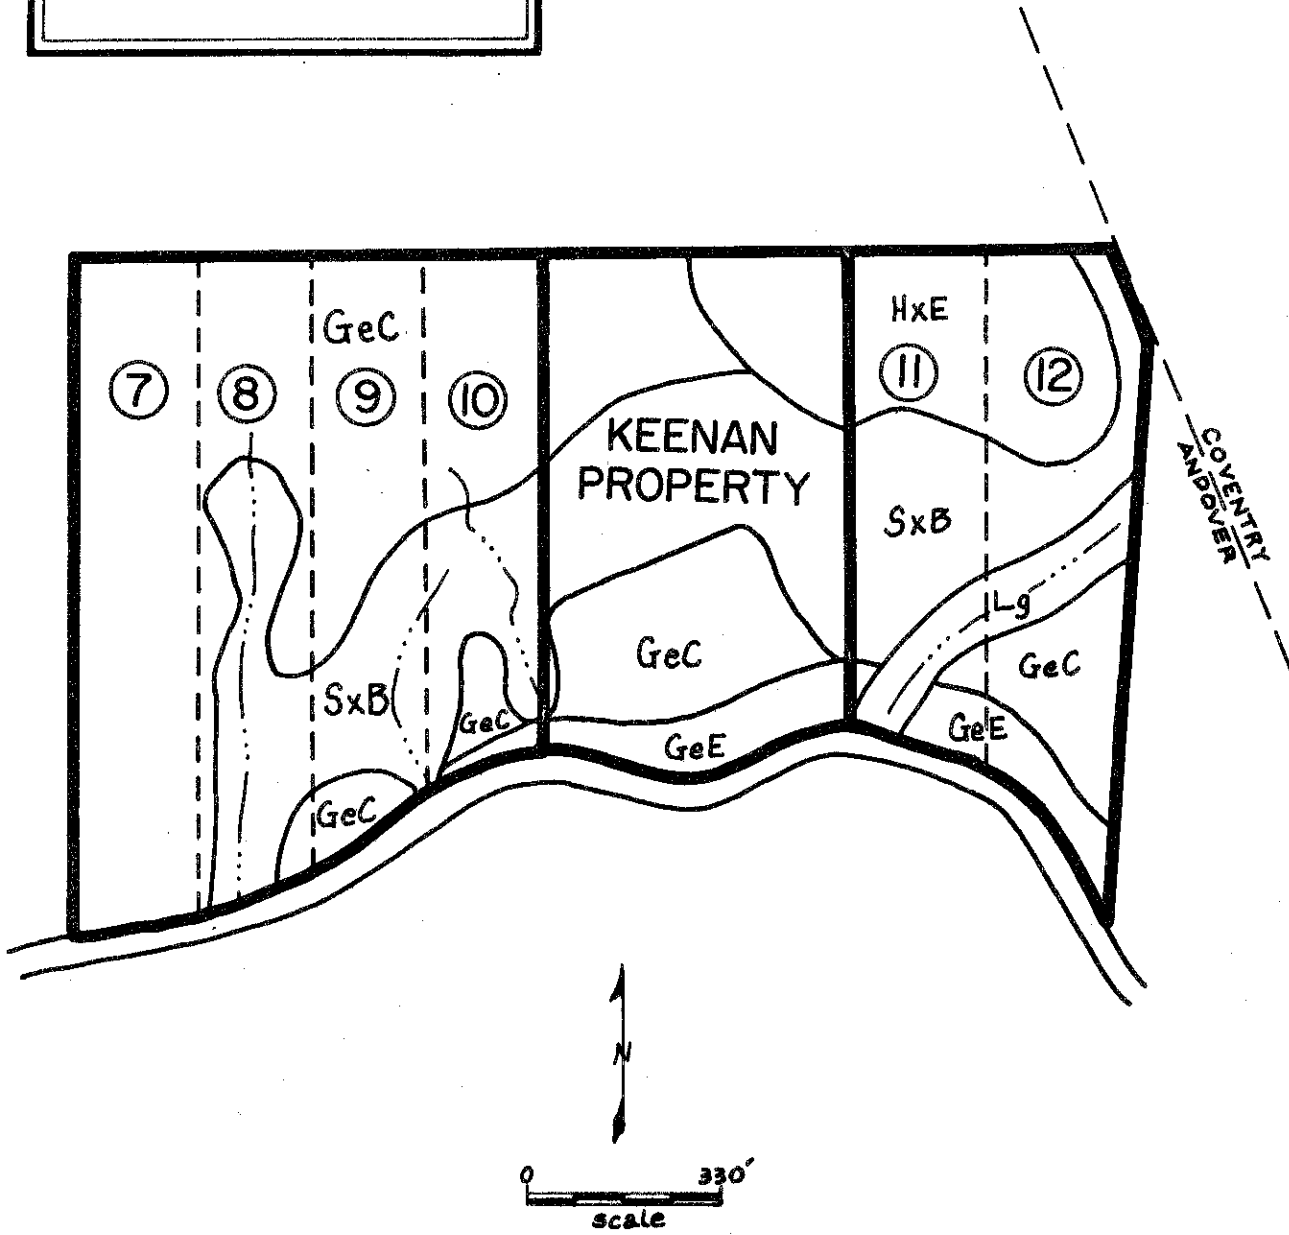 HxE
GeC
7
8
9
10
11
12
KEENAN
PROPERTY
COVENTRY
ANDOVER
SxB
Lg
GeC
GeC
SxB
GeC
GeE
GeE
GeC
N
0 330'
scale